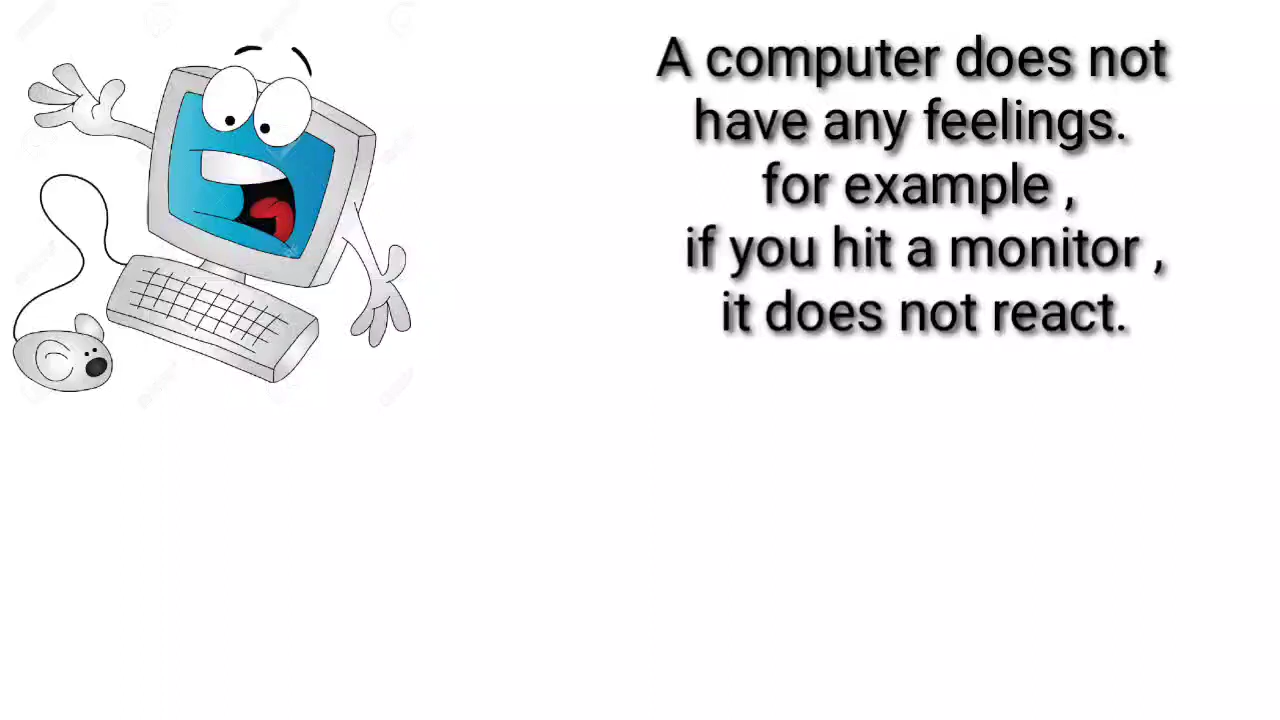 A computer does not
have any feelings.
for example ,
if you hit a monitor ,
it does not react.